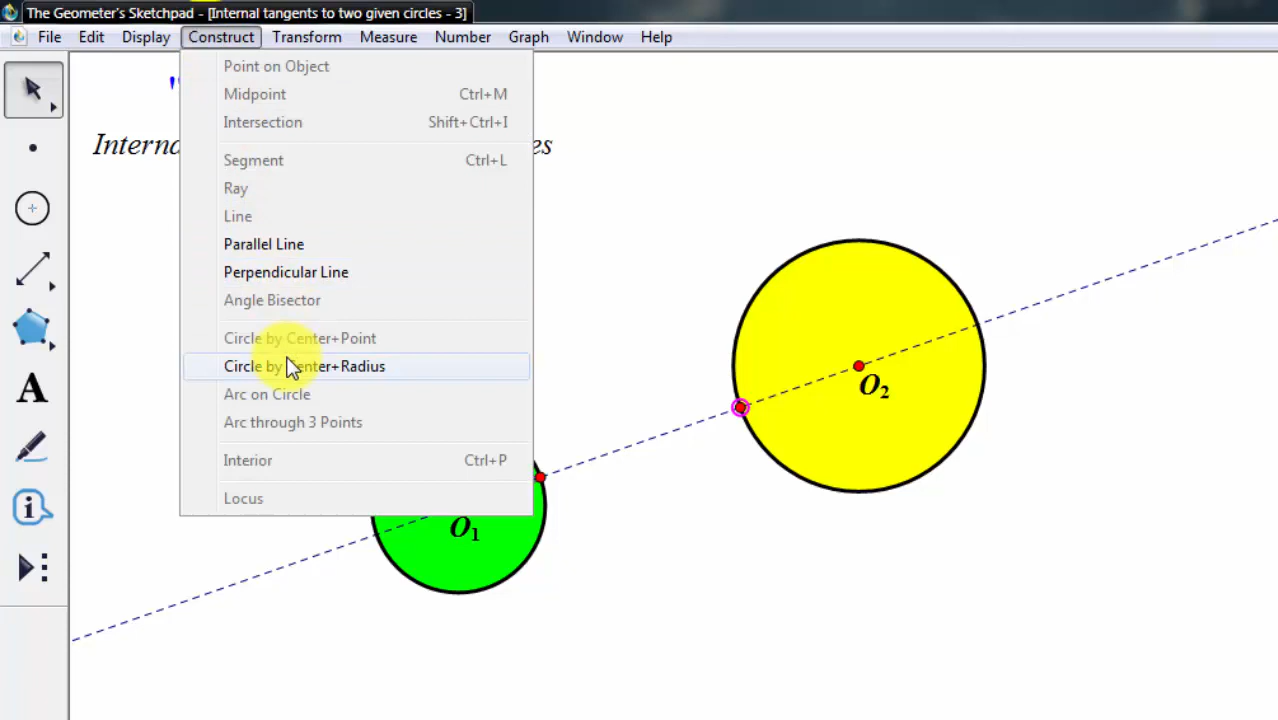 The Geometer's Sketchpad - [Internal tangents to two given circles - 3]
File Edit Display Construct Transform Measure Number Graph Window Help
Point on Object
Midpoint Ctrl+M
Intersection Shift+Ctrl+I
Segment Ctrl+L
Ray
Line
Parallel Line
Perpendicular Line
Angle Bisector
Circle by Center+Point
Circle by Center+Radius
Arc on Circle
Arc through 3 Points
Interior Ctrl+P
Locus
A
O2
O1